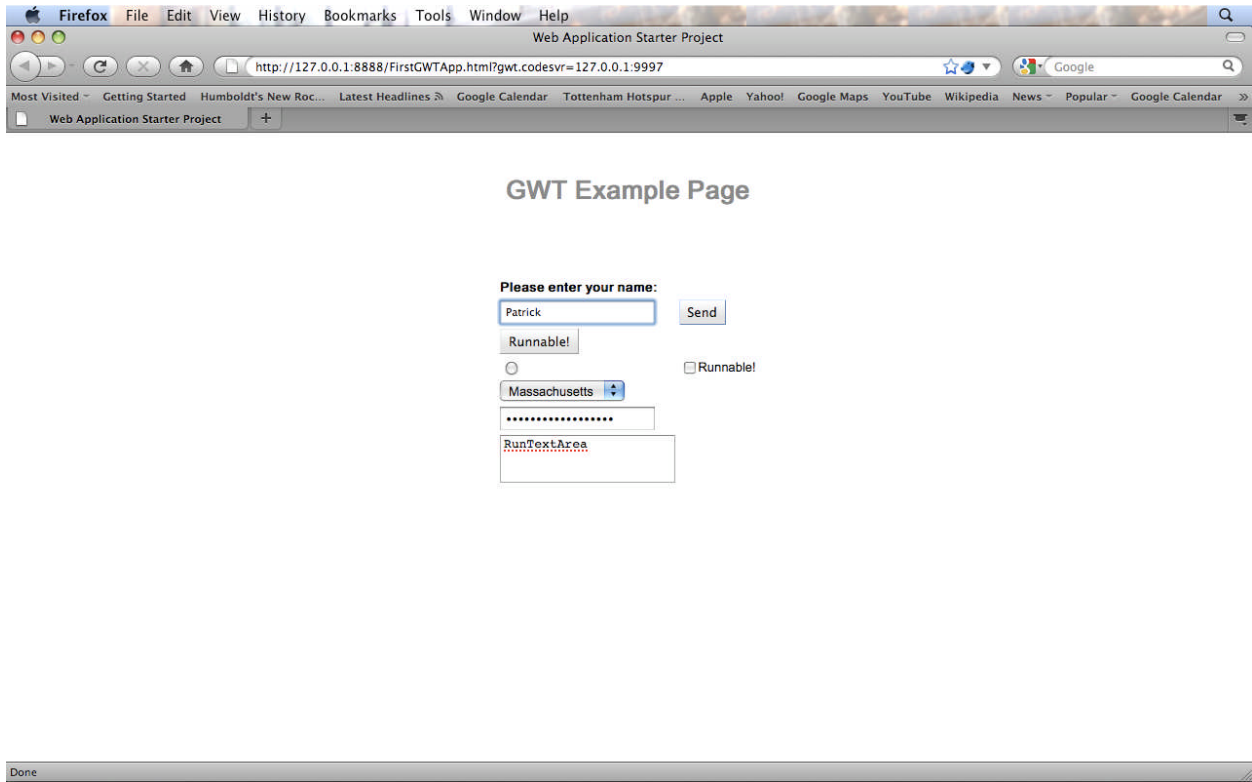 Firefox File Edit View History Bookmarks Tools Window Help
Web Application Starter Project
http://127.0.0.1:8888/FirstGWTApp.html?gwt.codesvr=127.0.0.1:9997 Google
Most Visited Getting Started Humboldt's New Roc... Latest Headlines Google Calendar Tottenham Hotspur ... Apple Yahoo! Google Maps YouTube Wikipedia News Popular Google Calendar »
Web Application Starter Project +
GWT Example Page
Please enter your name:
Patrick Send
Runnable!
Runnable!
Massachusetts
••••••••••••••••••
RunTextArea
Done